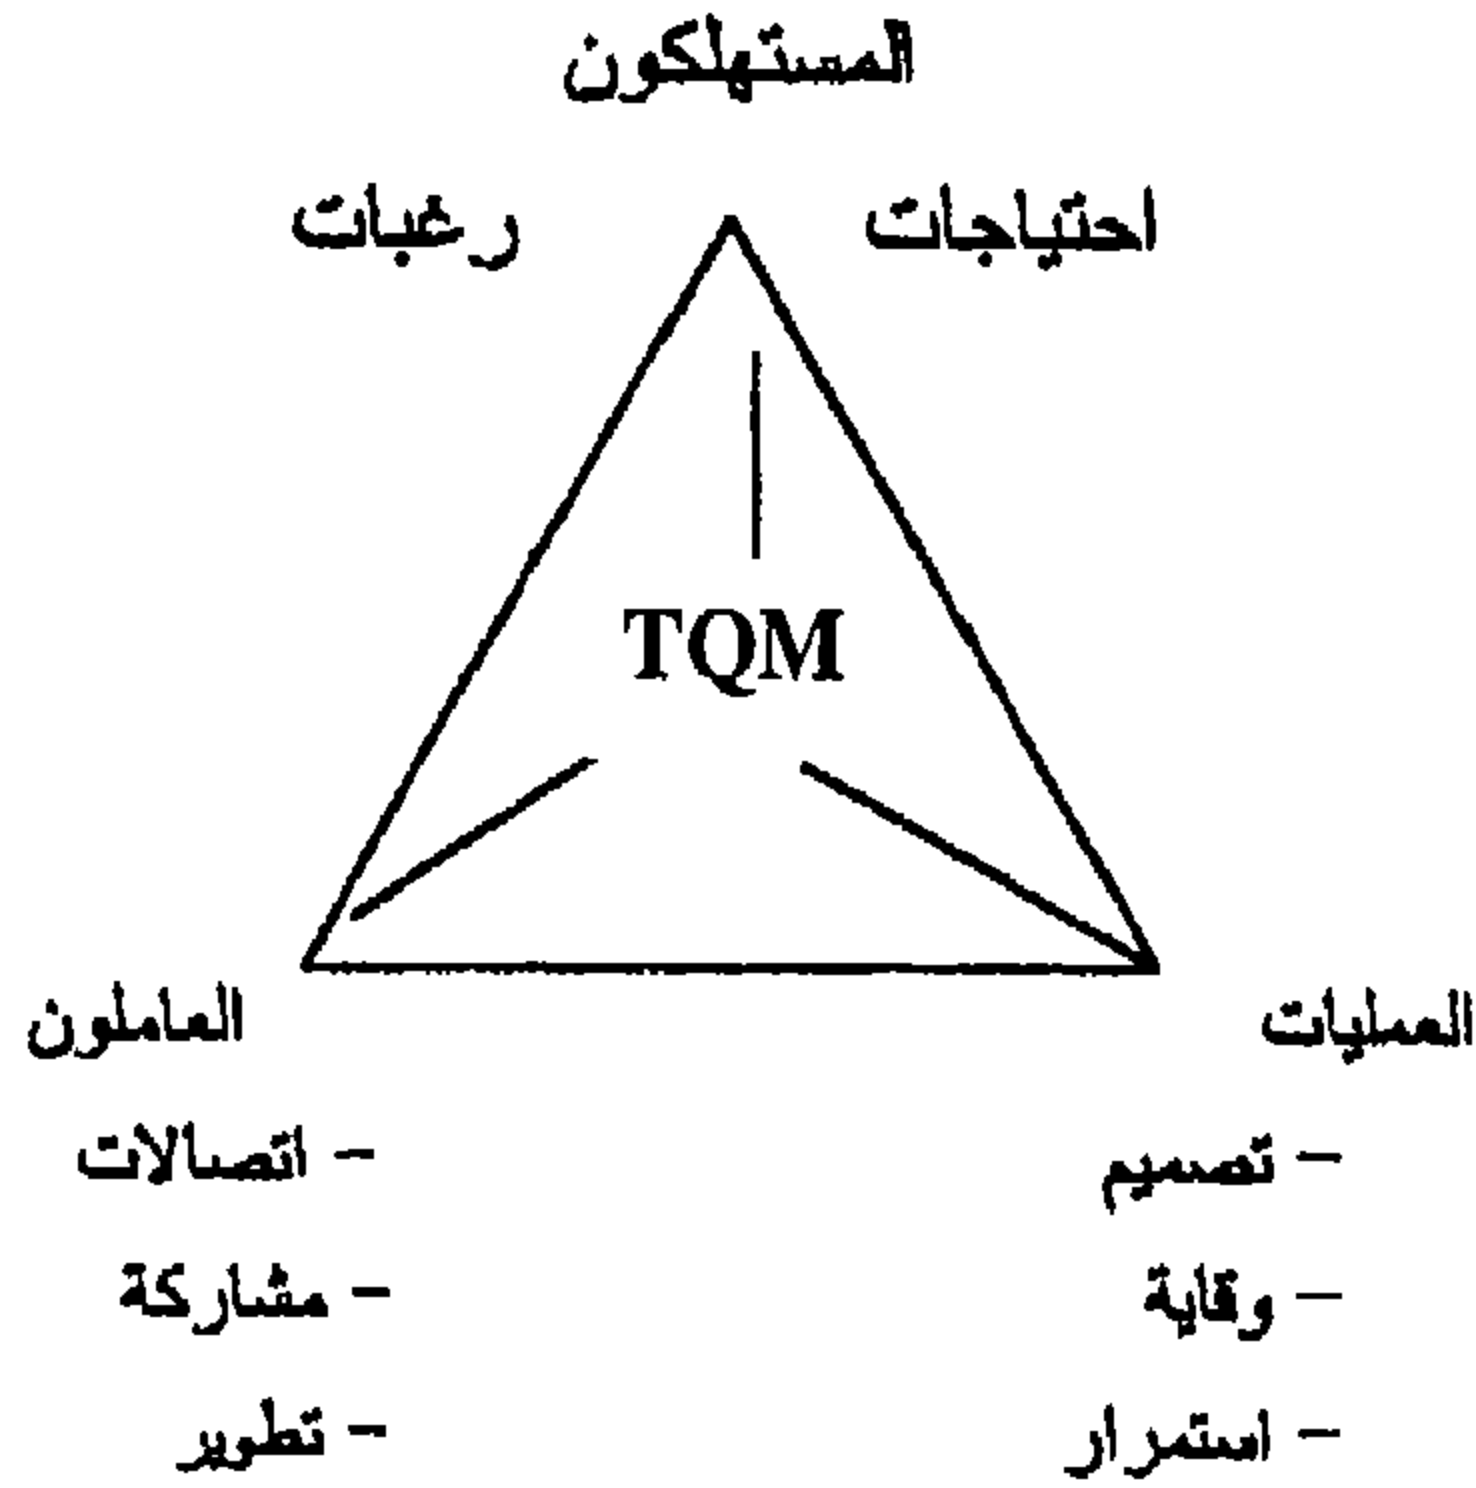 المستهلكون
احتياجات رغبات
TQM
العمليات العاملون
- تصميم - اتصالات
- وقاية - مشاركة
- استمرار - تطوير